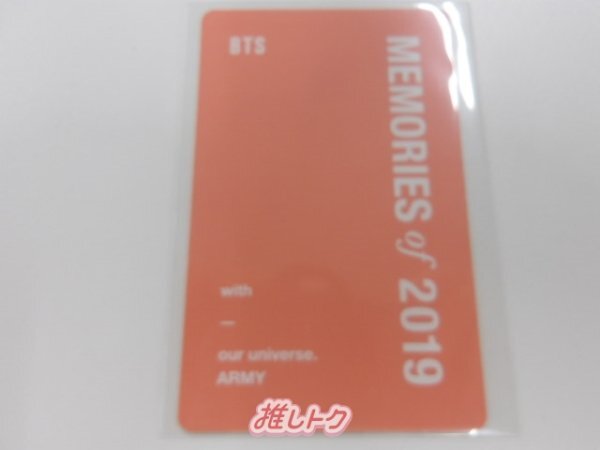 BTS
MEMORIES of 2019
with
—
our universe.
ARMY
推しトク